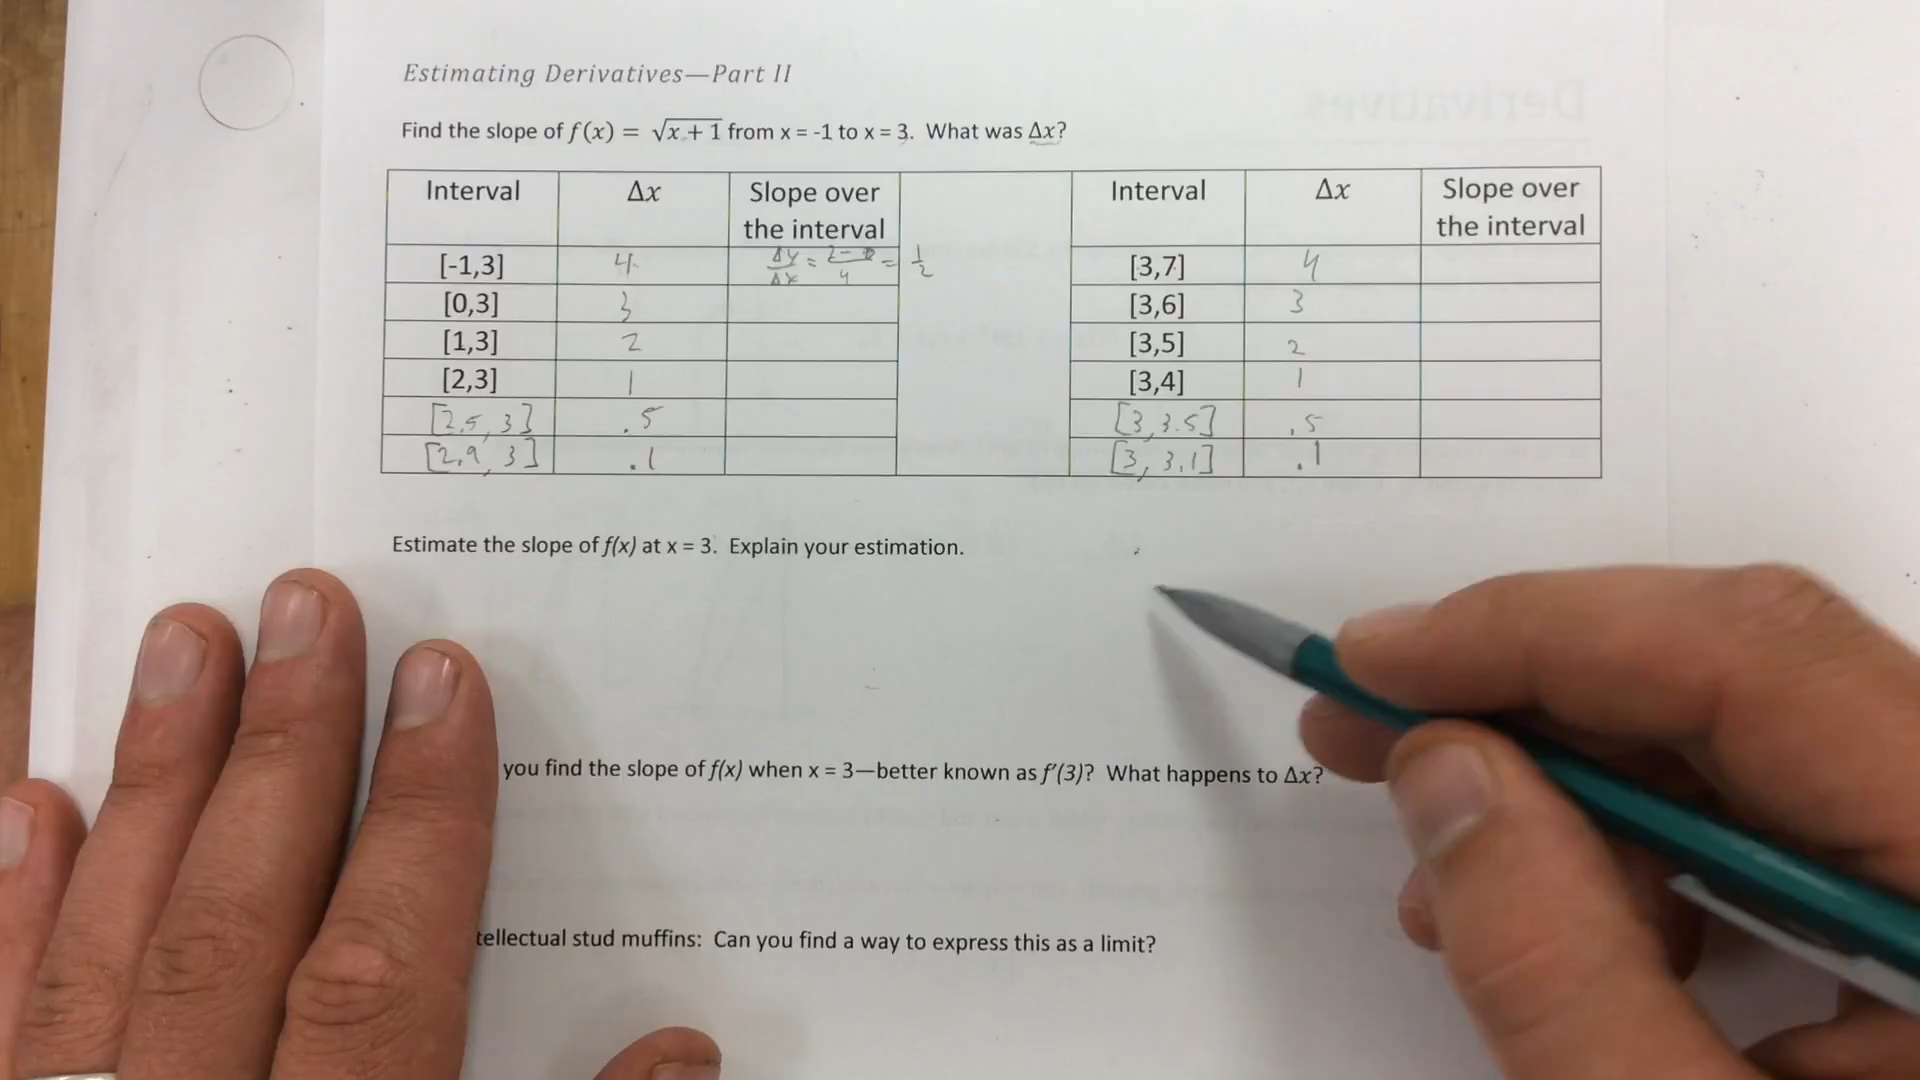 Estimating Derivatives—Part II
Find the slope of f(x) = √x + 1 from x = -1 to x = 3. What was Δx?
Interval Δx Slope over the interval Interval Δx Slope over the interval
[-1,3] 4 Δy/Δx = 2-0/4 = 1/2 [3,7] 4
[0,3] 3 [3,6] 3
[1,3] 2 [3,5] 2
[2,3] 1 [3,4] 1
[2.5, 3] .5 [3, 3.5] .5
[2.9, 3] .1 [3, 3.1] .1
Estimate the slope of f(x) at x = 3. Explain your estimation.
you find the slope of f(x) when x = 3—better known as f'(3)? What happens to Δx?
tellectual stud muffins: Can you find a way to express this as a limit?
Derivatives